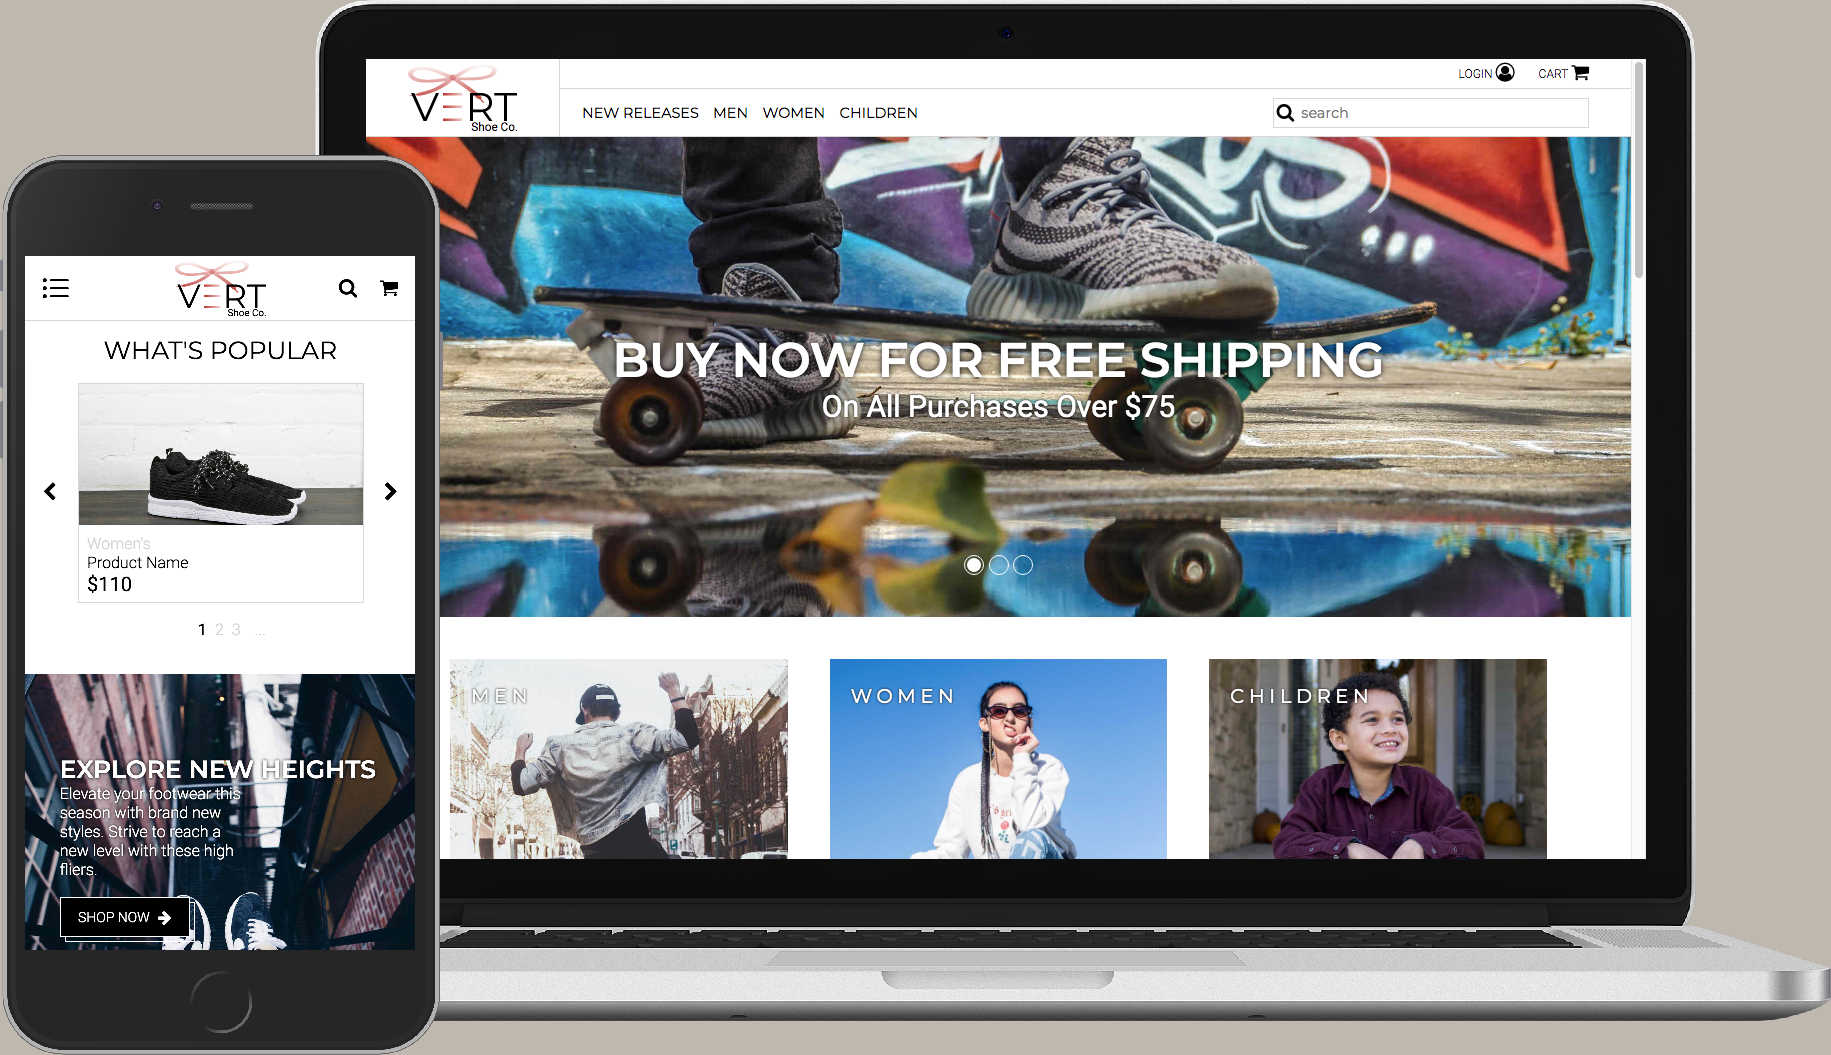 VERT
Shoe Co.
LOGIN
CART
NEW RELEASES MEN WOMEN CHILDREN
search
BUY NOW FOR FREE SHIPPING
On All Purchases Over $75
MEN
WOMEN
CHILDREN
VERT
Shoe Co.
WHAT'S POPULAR
Women's
Product Name
$110
1 2 3 ...
EXPLORE NEW HEIGHTS
Elevate your footwear this
season with brand new
styles. Strive to reach a
new level with these high
fliers.
SHOP NOW